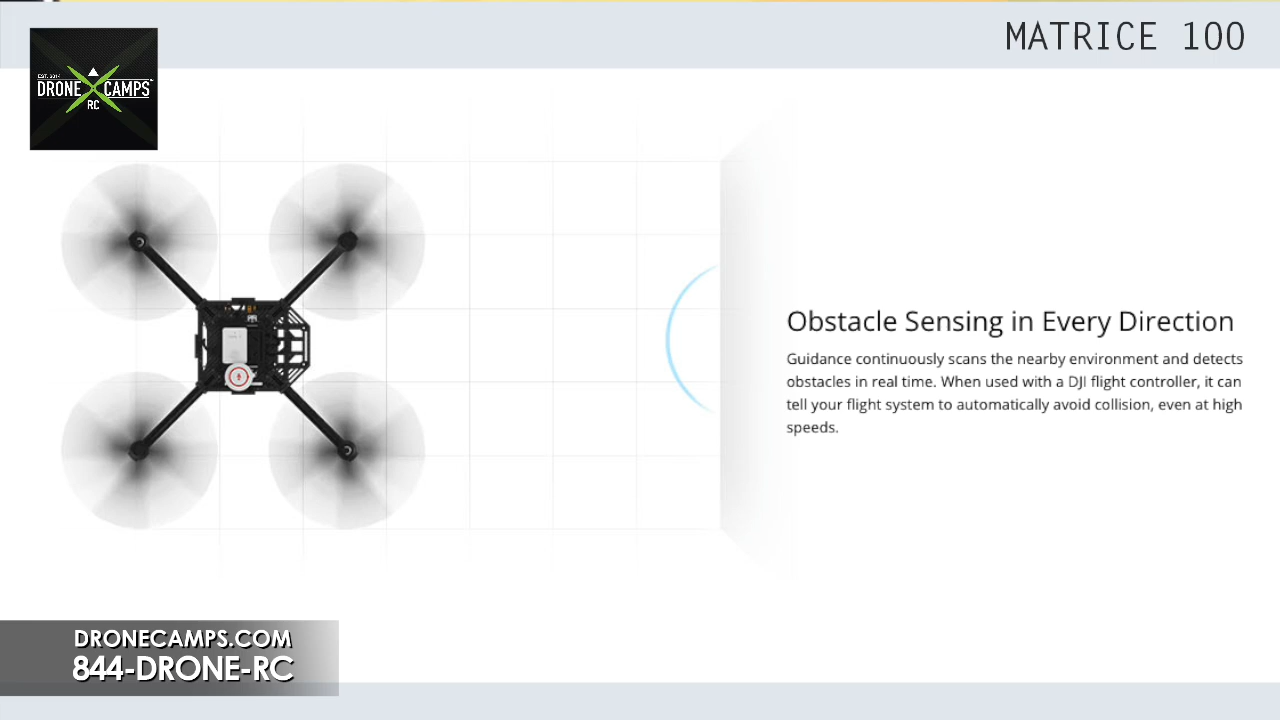 MATRICE 100
EST. 2014
DRONE CAMPS
RC
Obstacle Sensing in Every Direction
Guidance continuously scans the nearby environment and detects
obstacles in real time. When used with a DJI flight controller, it can
tell your flight system to automatically avoid collision, even at high
speeds.
DRONECAMPS.COM
844-DRONE-RC